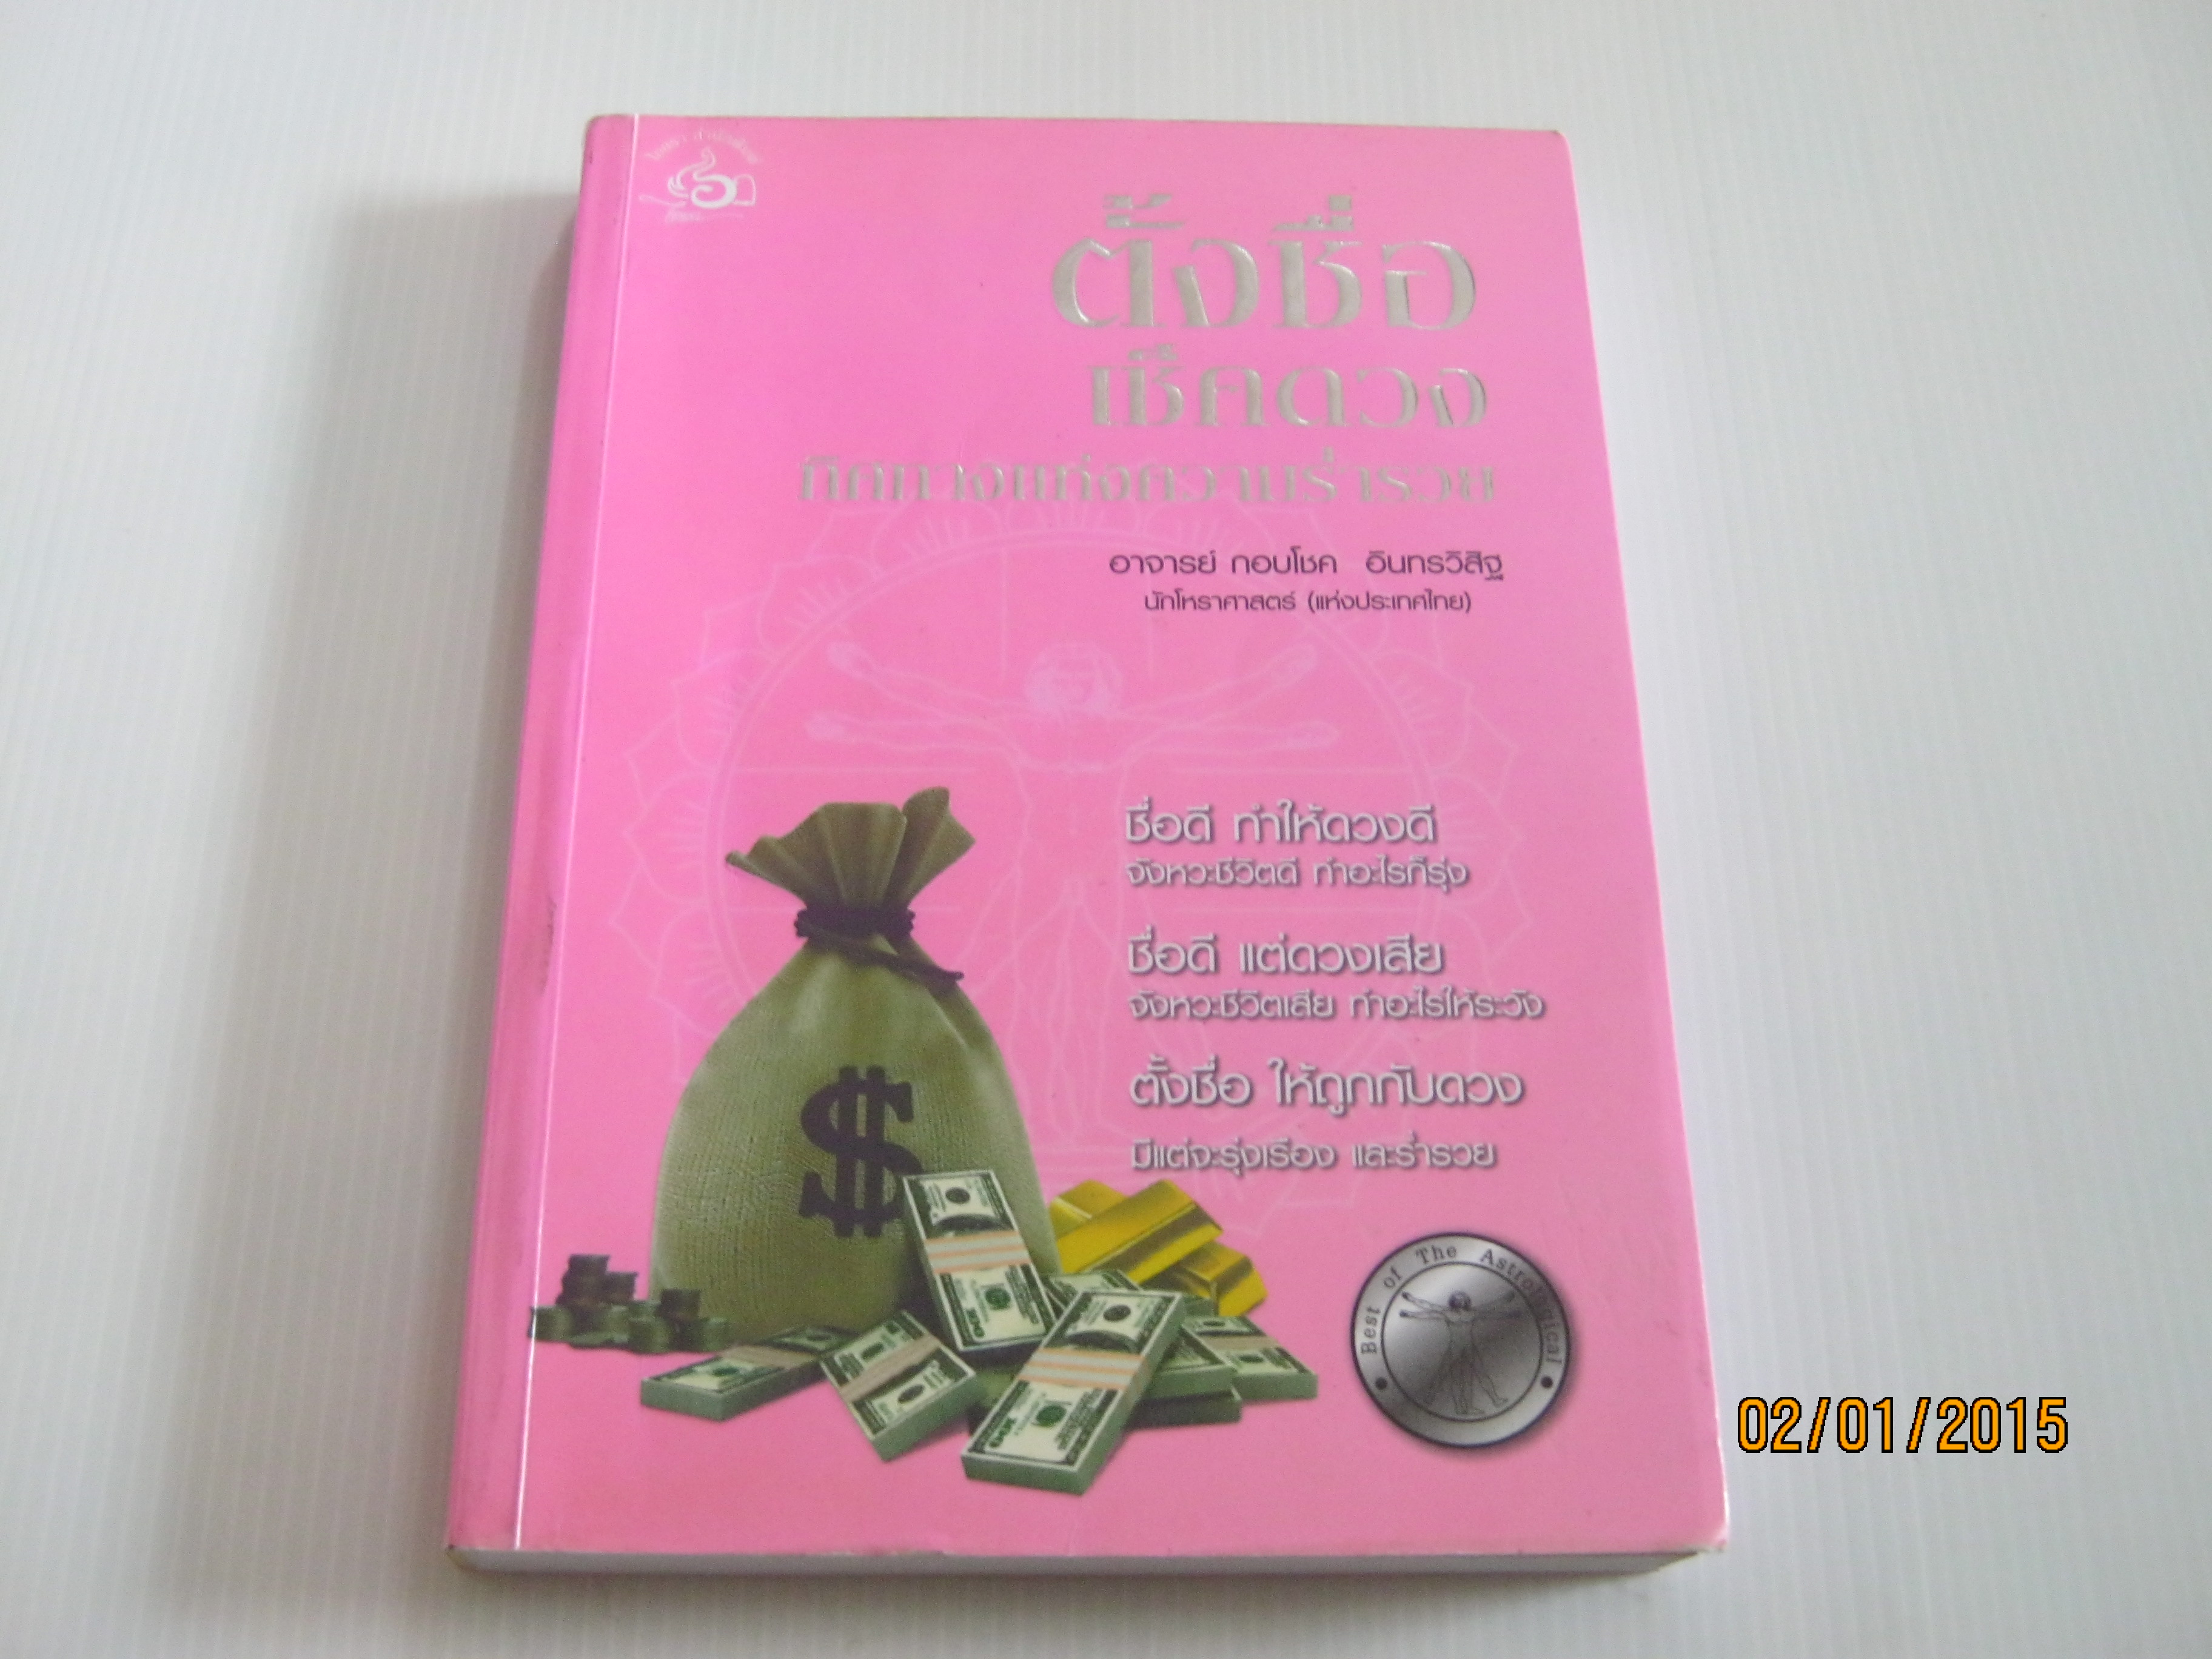 ตั้งชื่อ
เช็คดวง
ทิศทางแห่งความร่ำรวย
อาจารย์ กอบโชค อินทรวิสิฐ
นักโหราศาสตร์ (แห่งประเทศไทย)
ชื่อดี ทำให้ดวงดี
จังหวะชีวิตดี ทำอะไรก็รุ่ง
ชื่อดี แต่ดวงเสีย
จังหวะชีวิตเสีย ทำอะไรให้ระวัง
ตั้งชื่อ ให้ถูกกับดวง
มีแต่จะรุ่งเรือง และร่ำรวย
$
Best of The Astrological
02/01/2015